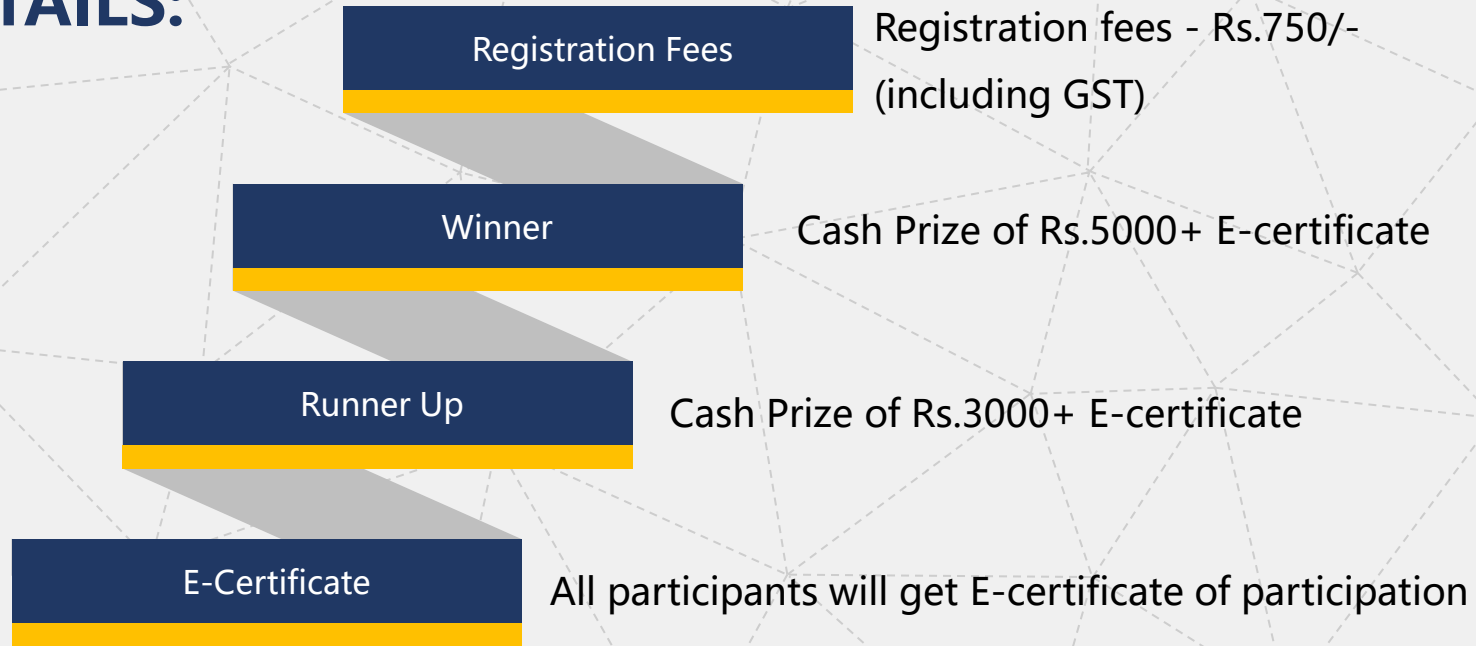 TAILS:
Registration Fees
Registration fees - Rs.750/-
(including GST)
Winner
Cash Prize of Rs.5000+ E-certificate
Runner Up
Cash Prize of Rs.3000+ E-certificate
E-Certificate
All participants will get E-certificate of participation